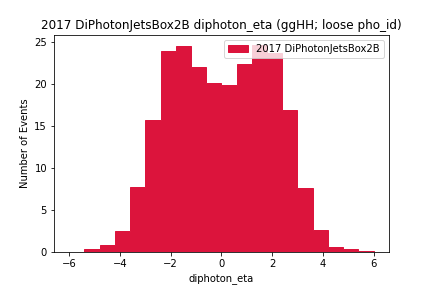 2017 DiPhotonJetsBox2B diphoton_eta (ggHH; loose pho_id)
2017 DiPhotonJetsBox2B
Number of Events
25
20
15
10
5
0
−6 −4 −2 0 2 4 6
diphoton_eta